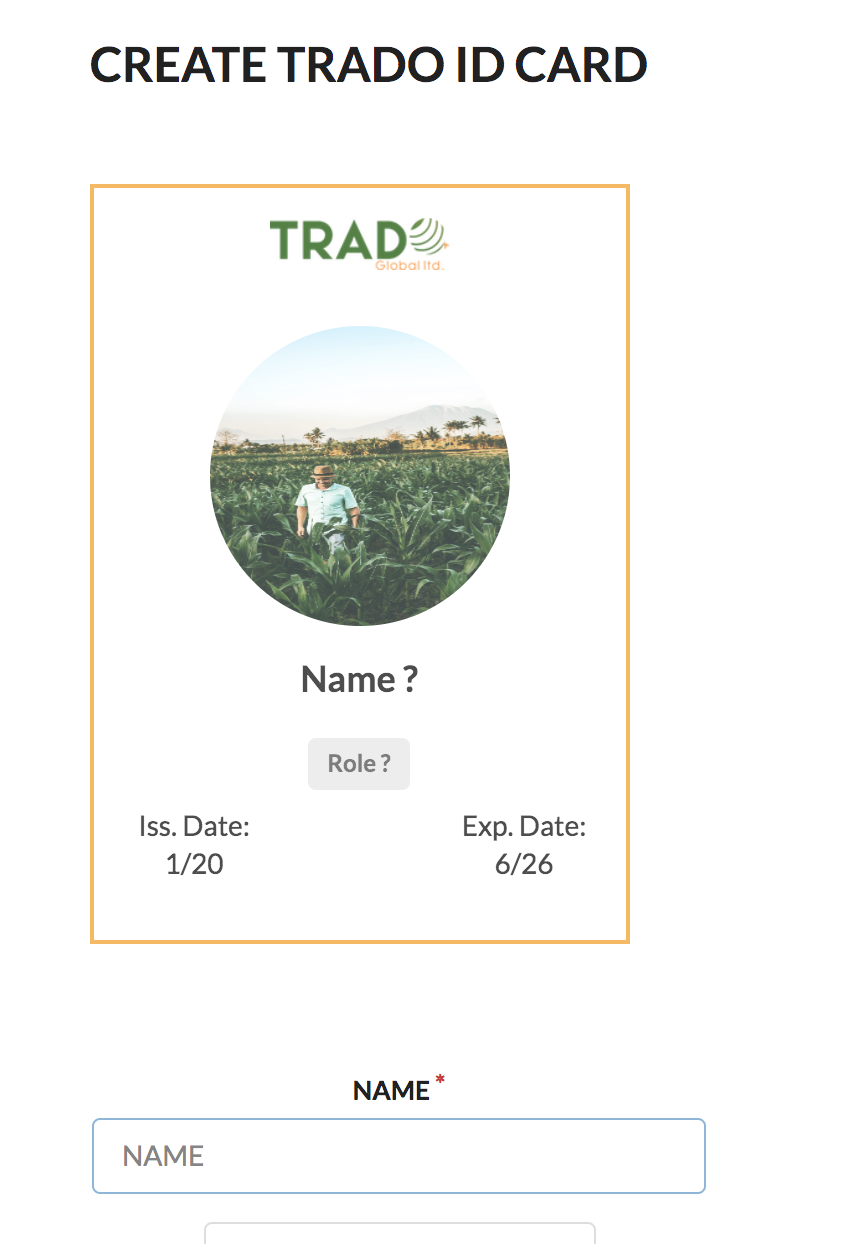 CREATE TRADO ID CARD
TRADO
Global ltd.
Name ?
Role ?
Iss. Date:
1/20
Exp. Date:
6/26
NAME *
NAME